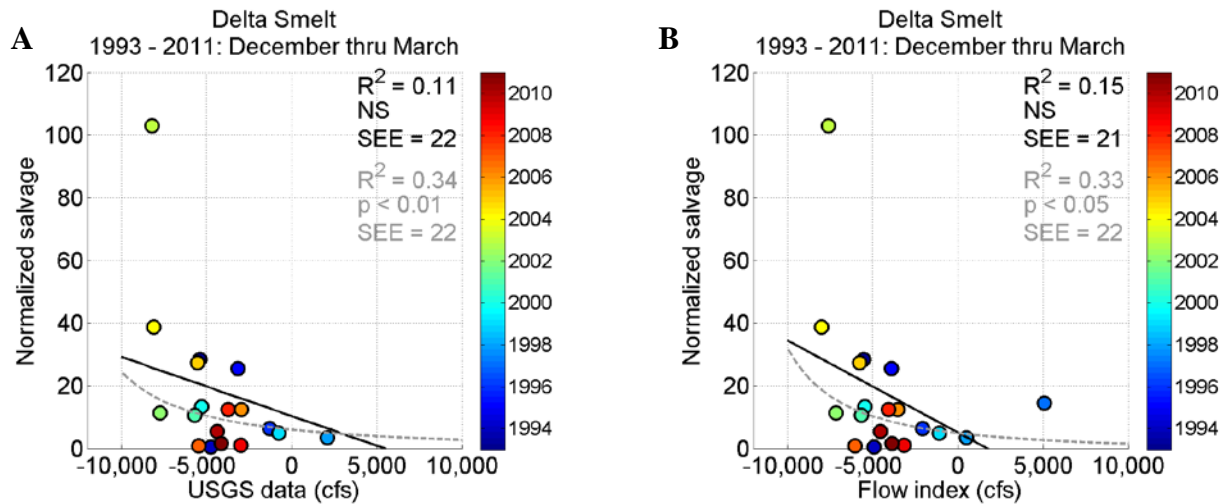 A
Delta Smelt
1993 - 2011: December thru March
Normalized salvage
120
100
80
60
40
20
0
R² = 0.11
NS
SEE = 22
R² = 0.34
p < 0.01
SEE = 22
-10,000 -5,000 0 5,000 10,000
USGS data (cfs)
2010
2008
2006
2004
2002
2000
1998
1996
1994
B
Delta Smelt
1993 - 2011: December thru March
Normalized salvage
120
100
80
60
40
20
0
R² = 0.15
NS
SEE = 21
R² = 0.33
p < 0.05
SEE = 22
-10,000 -5,000 0 5,000 10,000
Flow index (cfs)
2010
2008
2006
2004
2002
2000
1998
1996
1994